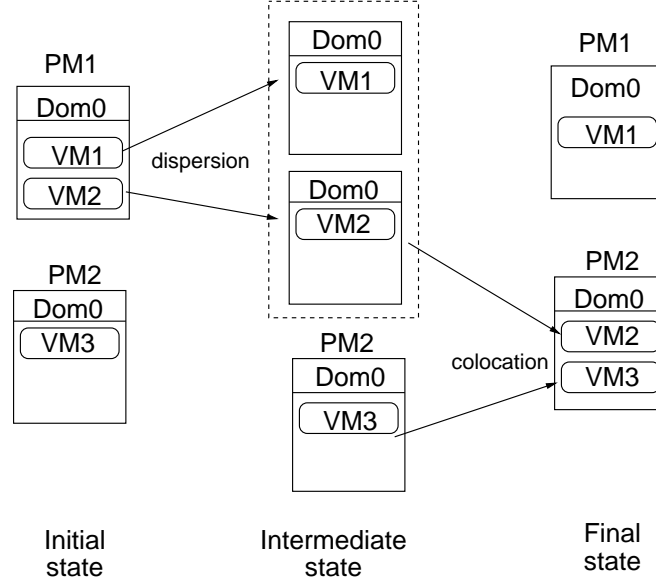 PM1
Dom0
VM1
VM2
dispersion
PM2
Dom0
VM3
Initial
state
Dom0
VM1
Dom0
VM2
PM2
Dom0
VM3
colocation
Intermediate
state
PM1
Dom0
VM1
PM2
Dom0
VM2
VM3
Final
state